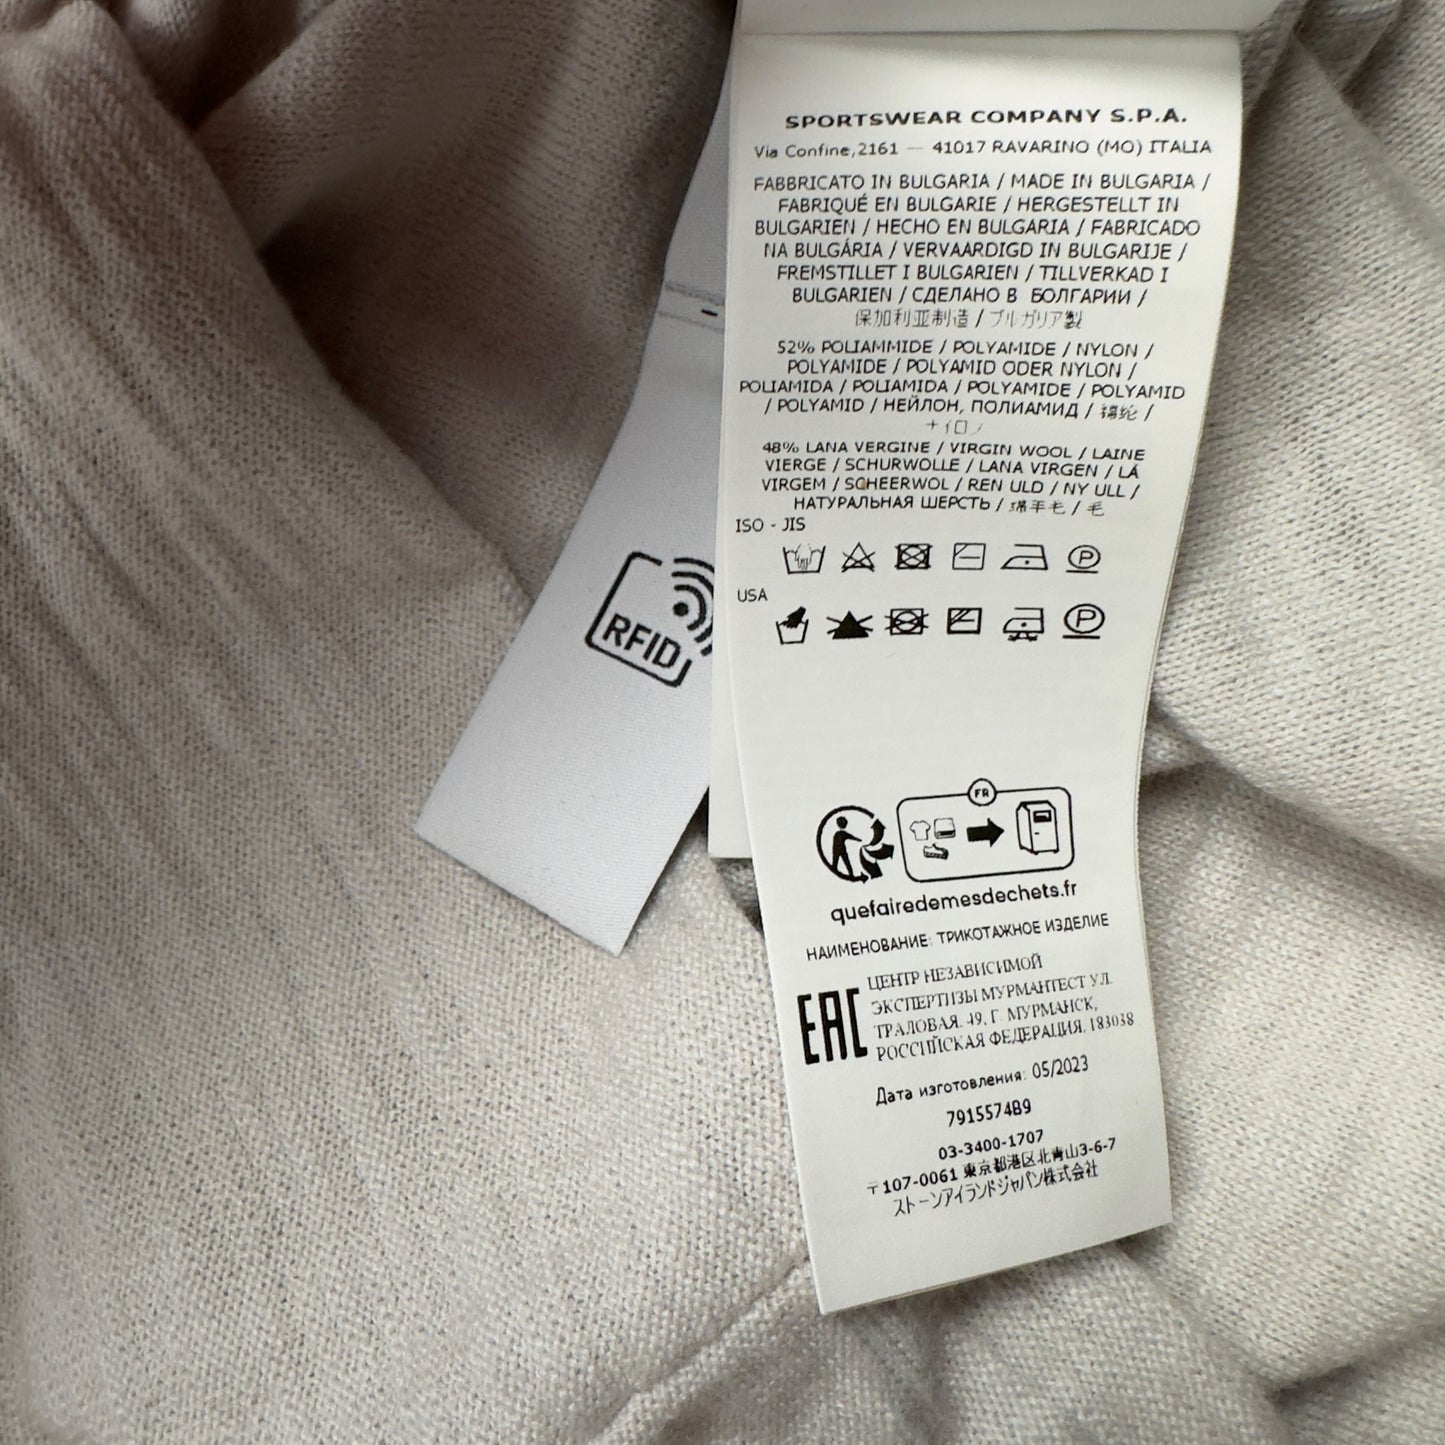 SPORTSWEAR COMPANY S.P.A.
Via Confine,2161 — 41017 RAVARINO (MO) ITALIA
FABBRICATO IN BULGARIA / MADE IN BULGARIA /
FABRIQUÉ EN BULGARIE / HERGESTELLT IN
BULGARIEN / HECHO EN BULGARIA / FABRICADO
NA BULGÁRIA / VERVAARDIGD IN BULGARIJE /
FREMSTILLET I BULGARIEN / TILLVERKAD I
BULGARIEN / СДЕЛАНО В БОЛГАРИИ /
保加利亚制造 / ブルガリア製
52% POLIAMMIDE / POLYAMIDE / NYLON /
POLYAMIDE / POLYAMID ODER NYLON /
POLIAMIDA / POLIAMIDA / POLYAMIDE / POLYAMID
/ POLYAMID / НЕЙЛОН, ПОЛИАМИД / 锦纶 /
ナイロン
48% LANA VERGINE / VIRGIN WOOL / LAINE
VIERGE / SCHURWOLLE / LANA VIRGEN / LÁ
VIRGEM / SCHEERWOL / REN ULD / NY ULL /
НАТУРАЛЬНАЯ ШЕРСТЬ / 绵羊毛 / 毛
ISO - JIS
P
USA
P
RFID
FR
quefairedemesdechets.fr
НАИМЕНОВАНИЕ: ТРИКОТАЖНОЕ ИЗДЕЛИЕ
EAC
ЦЕНТР НЕЗАВИСИМОЙ
ЭКСПЕРТИЗЫ МУРМАНТЕСТ УЛ.
ТРАЛОВАЯ, 49, Г. МУРМАНСК,
РОССИЙСКАЯ ФЕДЕРАЦИЯ, 183038
Дата изготовления: 05/2023
7915574B9
03-3400-1707
〒107-0061 東京都港区北青山3-6-7
ストーンアイランドジャパン株式会社